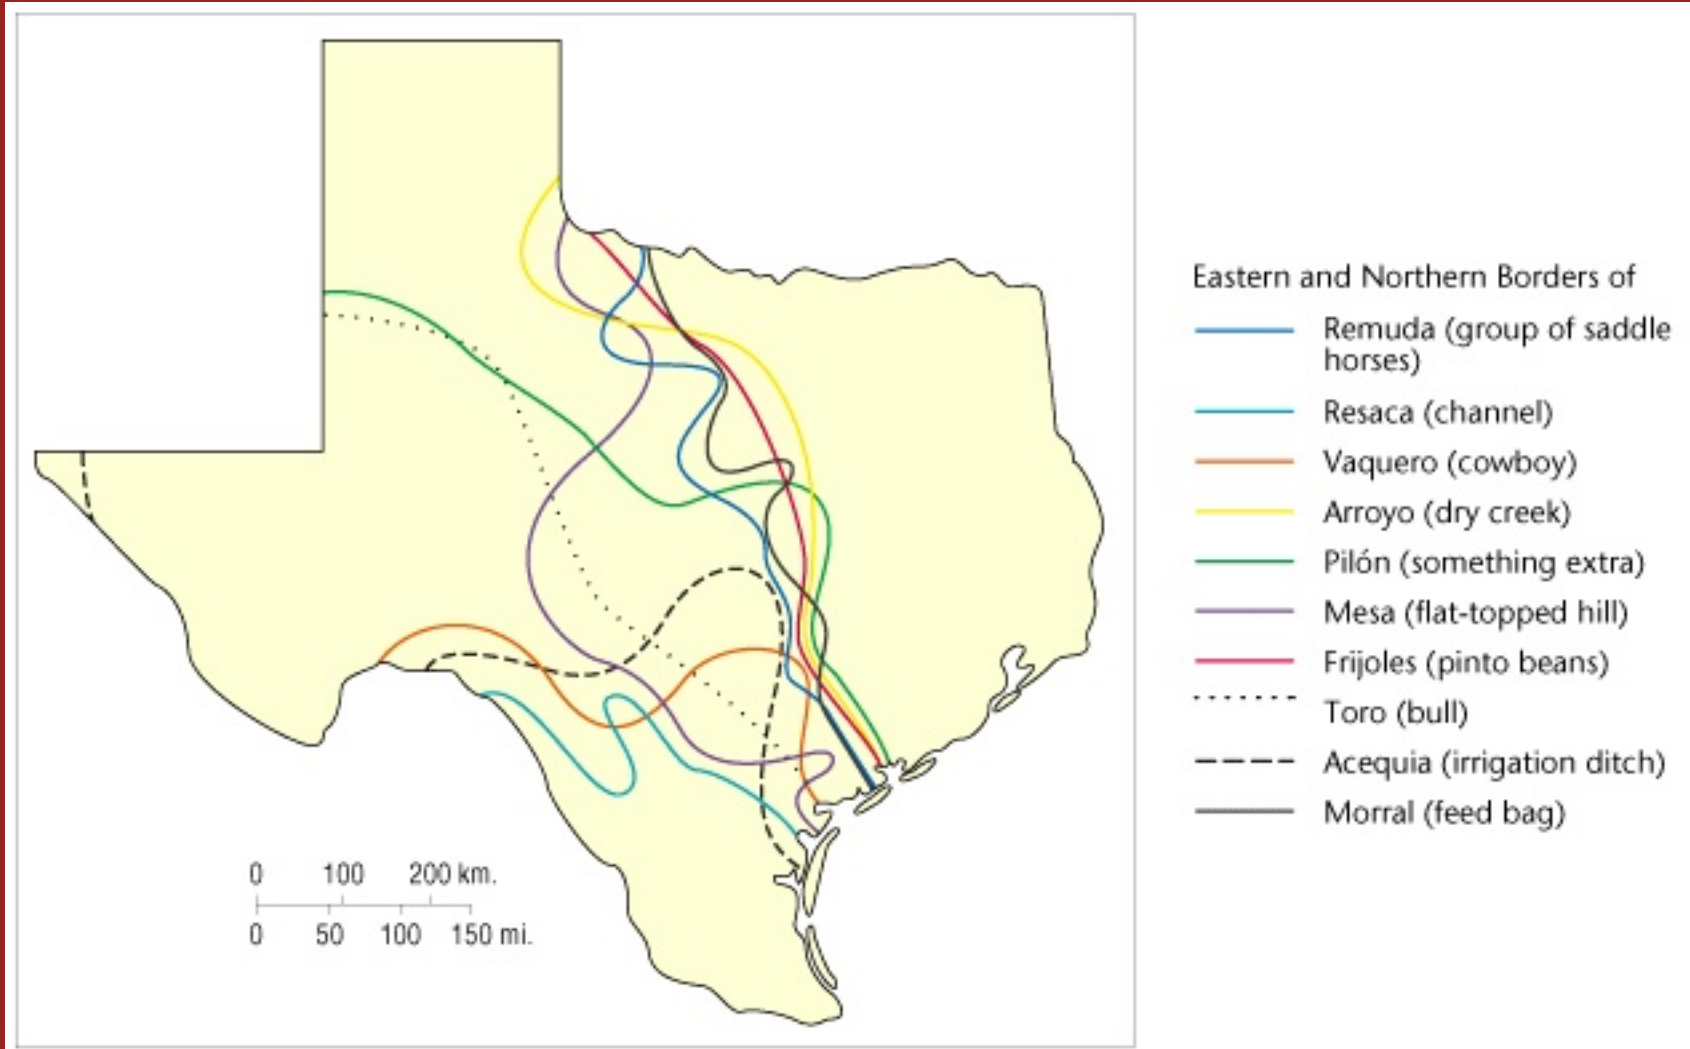 Eastern and Northern Borders of
Remuda (group of saddle
horses)
Resaca (channel)
Vaquero (cowboy)
Arroyo (dry creek)
Pilón (something extra)
Mesa (flat-topped hill)
Frijoles (pinto beans)
Toro (bull)
Acequia (irrigation ditch)
Morral (feed bag)
0 100 200 km.
0 50 100 150 mi.